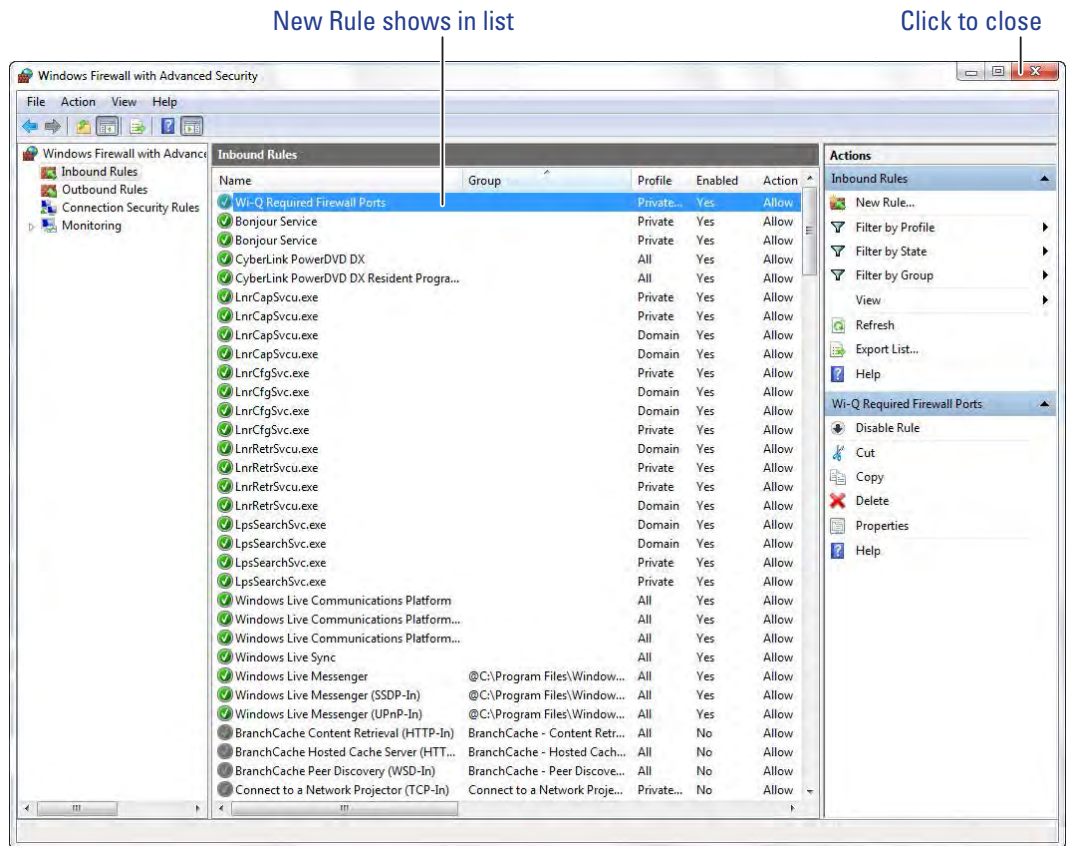 New Rule shows in list
Click to close
Windows Firewall with Advanced Security
File Action View Help
Windows Firewall with Advance
Inbound Rules
Outbound Rules
Connection Security Rules
Monitoring
Inbound Rules
Name Group Profile Enabled Action
Wi-Q Required Firewall Ports Private... Yes Allow
Bonjour Service Private Yes Allow
Bonjour Service Private Yes Allow
CyberLink PowerDVD DX All Yes Allow
CyberLink PowerDVD DX Resident Progra... All Yes Allow
LnrCapSvcu.exe Private Yes Allow
LnrCapSvcu.exe Private Yes Allow
LnrCapSvcu.exe Domain Yes Allow
LnrCapSvcu.exe Domain Yes Allow
LnrCfgSvc.exe Private Yes Allow
LnrCfgSvc.exe Domain Yes Allow
LnrCfgSvc.exe Domain Yes Allow
LnrCfgSvc.exe Private Yes Allow
LnrRetrSvcu.exe Domain Yes Allow
LnrRetrSvcu.exe Private Yes Allow
LnrRetrSvcu.exe Private Yes Allow
LnrRetrSvcu.exe Domain Yes Allow
LpsSearchSvc.exe Domain Yes Allow
LpsSearchSvc.exe Domain Yes Allow
LpsSearchSvc.exe Private Yes Allow
LpsSearchSvc.exe Private Yes Allow
Windows Live Communications Platform All Yes Allow
Windows Live Communications Platform... All Yes Allow
Windows Live Communications Platform... All Yes Allow
Windows Live Sync All Yes Allow
Windows Live Messenger @C:\Program Files\Window... All Yes Allow
Windows Live Messenger (SSDP-In) @C:\Program Files\Window... All Yes Allow
Windows Live Messenger (UPnP-In) @C:\Program Files\Window... All Yes Allow
BranchCache Content Retrieval (HTTP-In) BranchCache - Content Retr... All No Allow
BranchCache Hosted Cache Server (HTT... BranchCache - Hosted Cach... All No Allow
BranchCache Peer Discovery (WSD-In) BranchCache - Peer Discove... All No Allow
Connect to a Network Projector (TCP-In) Connect to a Network Proje... Private... No Allow
Actions
Inbound Rules
New Rule...
Filter by Profile
Filter by State
Filter by Group
View
Refresh
Export List...
Help
Wi-Q Required Firewall Ports
Disable Rule
Cut
Copy
Delete
Properties
Help